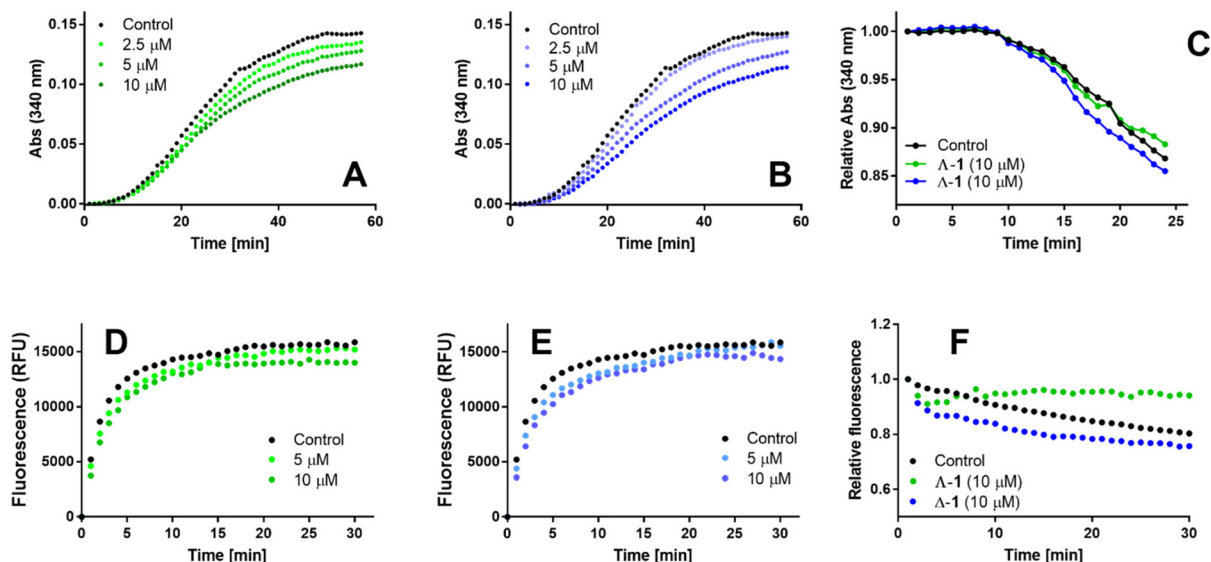 A
Abs (340 nm)
0.15
0.10
0.05
0.00
0
20
40
60
Time [min]
Control
2.5 μM
5 μM
10 μM
B
Abs (340 nm)
0.15
0.10
0.05
0.00
0
20
40
60
Time [min]
Control
2.5 μM
5 μM
10 μM
C
Relative Abs (340 nm)
1.00
0.95
0.90
0.85
0
5
10
15
20
25
Time [min]
Control
Λ-1 (10 μM)
Δ-1 (10 μM)
D
Fluorescence (RFU)
15000
10000
5000
0
0
5
10
15
20
25
30
Time [min]
Control
5 μM
10 μM
E
Fluorescence (RFU)
15000
10000
5000
0
0
5
10
15
20
25
30
Time [min]
Control
5 μM
10 μM
F
Relative fluorescence
1.2
1.0
0.8
0.6
0
10
20
30
Time [min]
Control
Λ-1 (10 μM)
Δ-1 (10 μM)